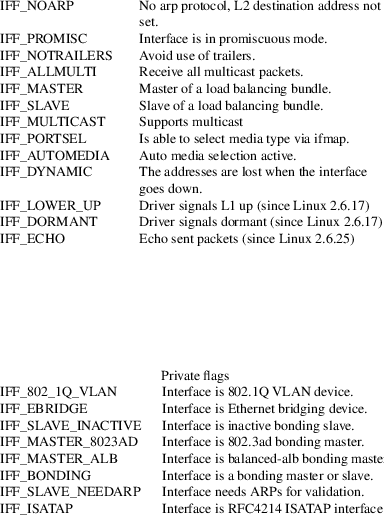 IFF_NOARP No arp protocol, L2 destination address not
set.
IFF_PROMISC Interface is in promiscuous mode.
IFF_NOTRAILERS Avoid use of trailers.
IFF_ALLMULTI Receive all multicast packets.
IFF_MASTER Master of a load balancing bundle.
IFF_SLAVE Slave of a load balancing bundle.
IFF_MULTICAST Supports multicast
IFF_PORTSEL Is able to select media type via ifmap.
IFF_AUTOMEDIA Auto media selection active.
IFF_DYNAMIC The addresses are lost when the interface
goes down.
IFF_LOWER_UP Driver signals L1 up (since Linux 2.6.17)
IFF_DORMANT Driver signals dormant (since Linux 2.6.17)
IFF_ECHO Echo sent packets (since Linux 2.6.25)
Private flags
IFF_802_1Q_VLAN Interface is 802.1Q VLAN device.
IFF_EBRIDGE Interface is Ethernet bridging device.
IFF_SLAVE_INACTIVE Interface is inactive bonding slave.
IFF_MASTER_8023AD Interface is 802.3ad bonding master.
IFF_MASTER_ALB Interface is balanced-alb bonding maste
IFF_BONDING Interface is a bonding master or slave.
IFF_SLAVE_NEEDARP Interface needs ARPs for validation.
IFF_ISATAP Interface is RFC4214 ISATAP interface